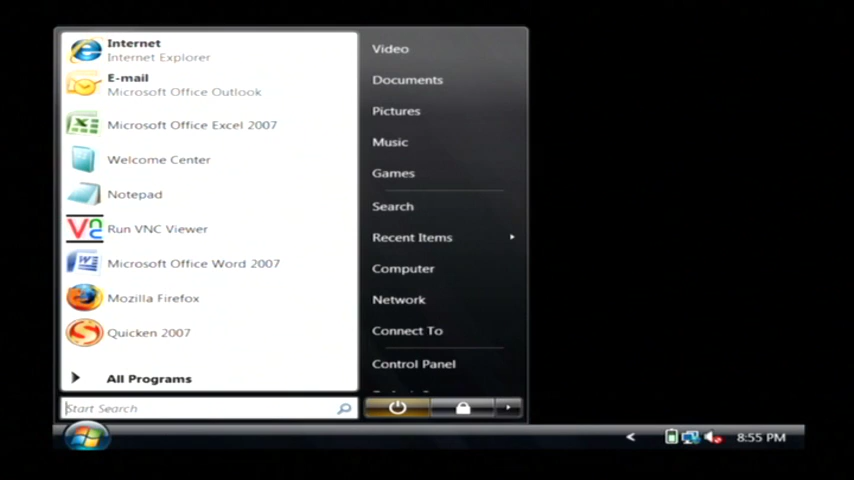 Internet
Internet Explorer
E-mail
Microsoft Office Outlook
Microsoft Office Excel 2007
Welcome Center
Notepad
Run VNC Viewer
Microsoft Office Word 2007
Mozilla Firefox
Quicken 2007
All Programs
Start Search
Video
Documents
Pictures
Music
Games
Search
Recent Items
Computer
Network
Connect To
Control Panel
8:55 PM